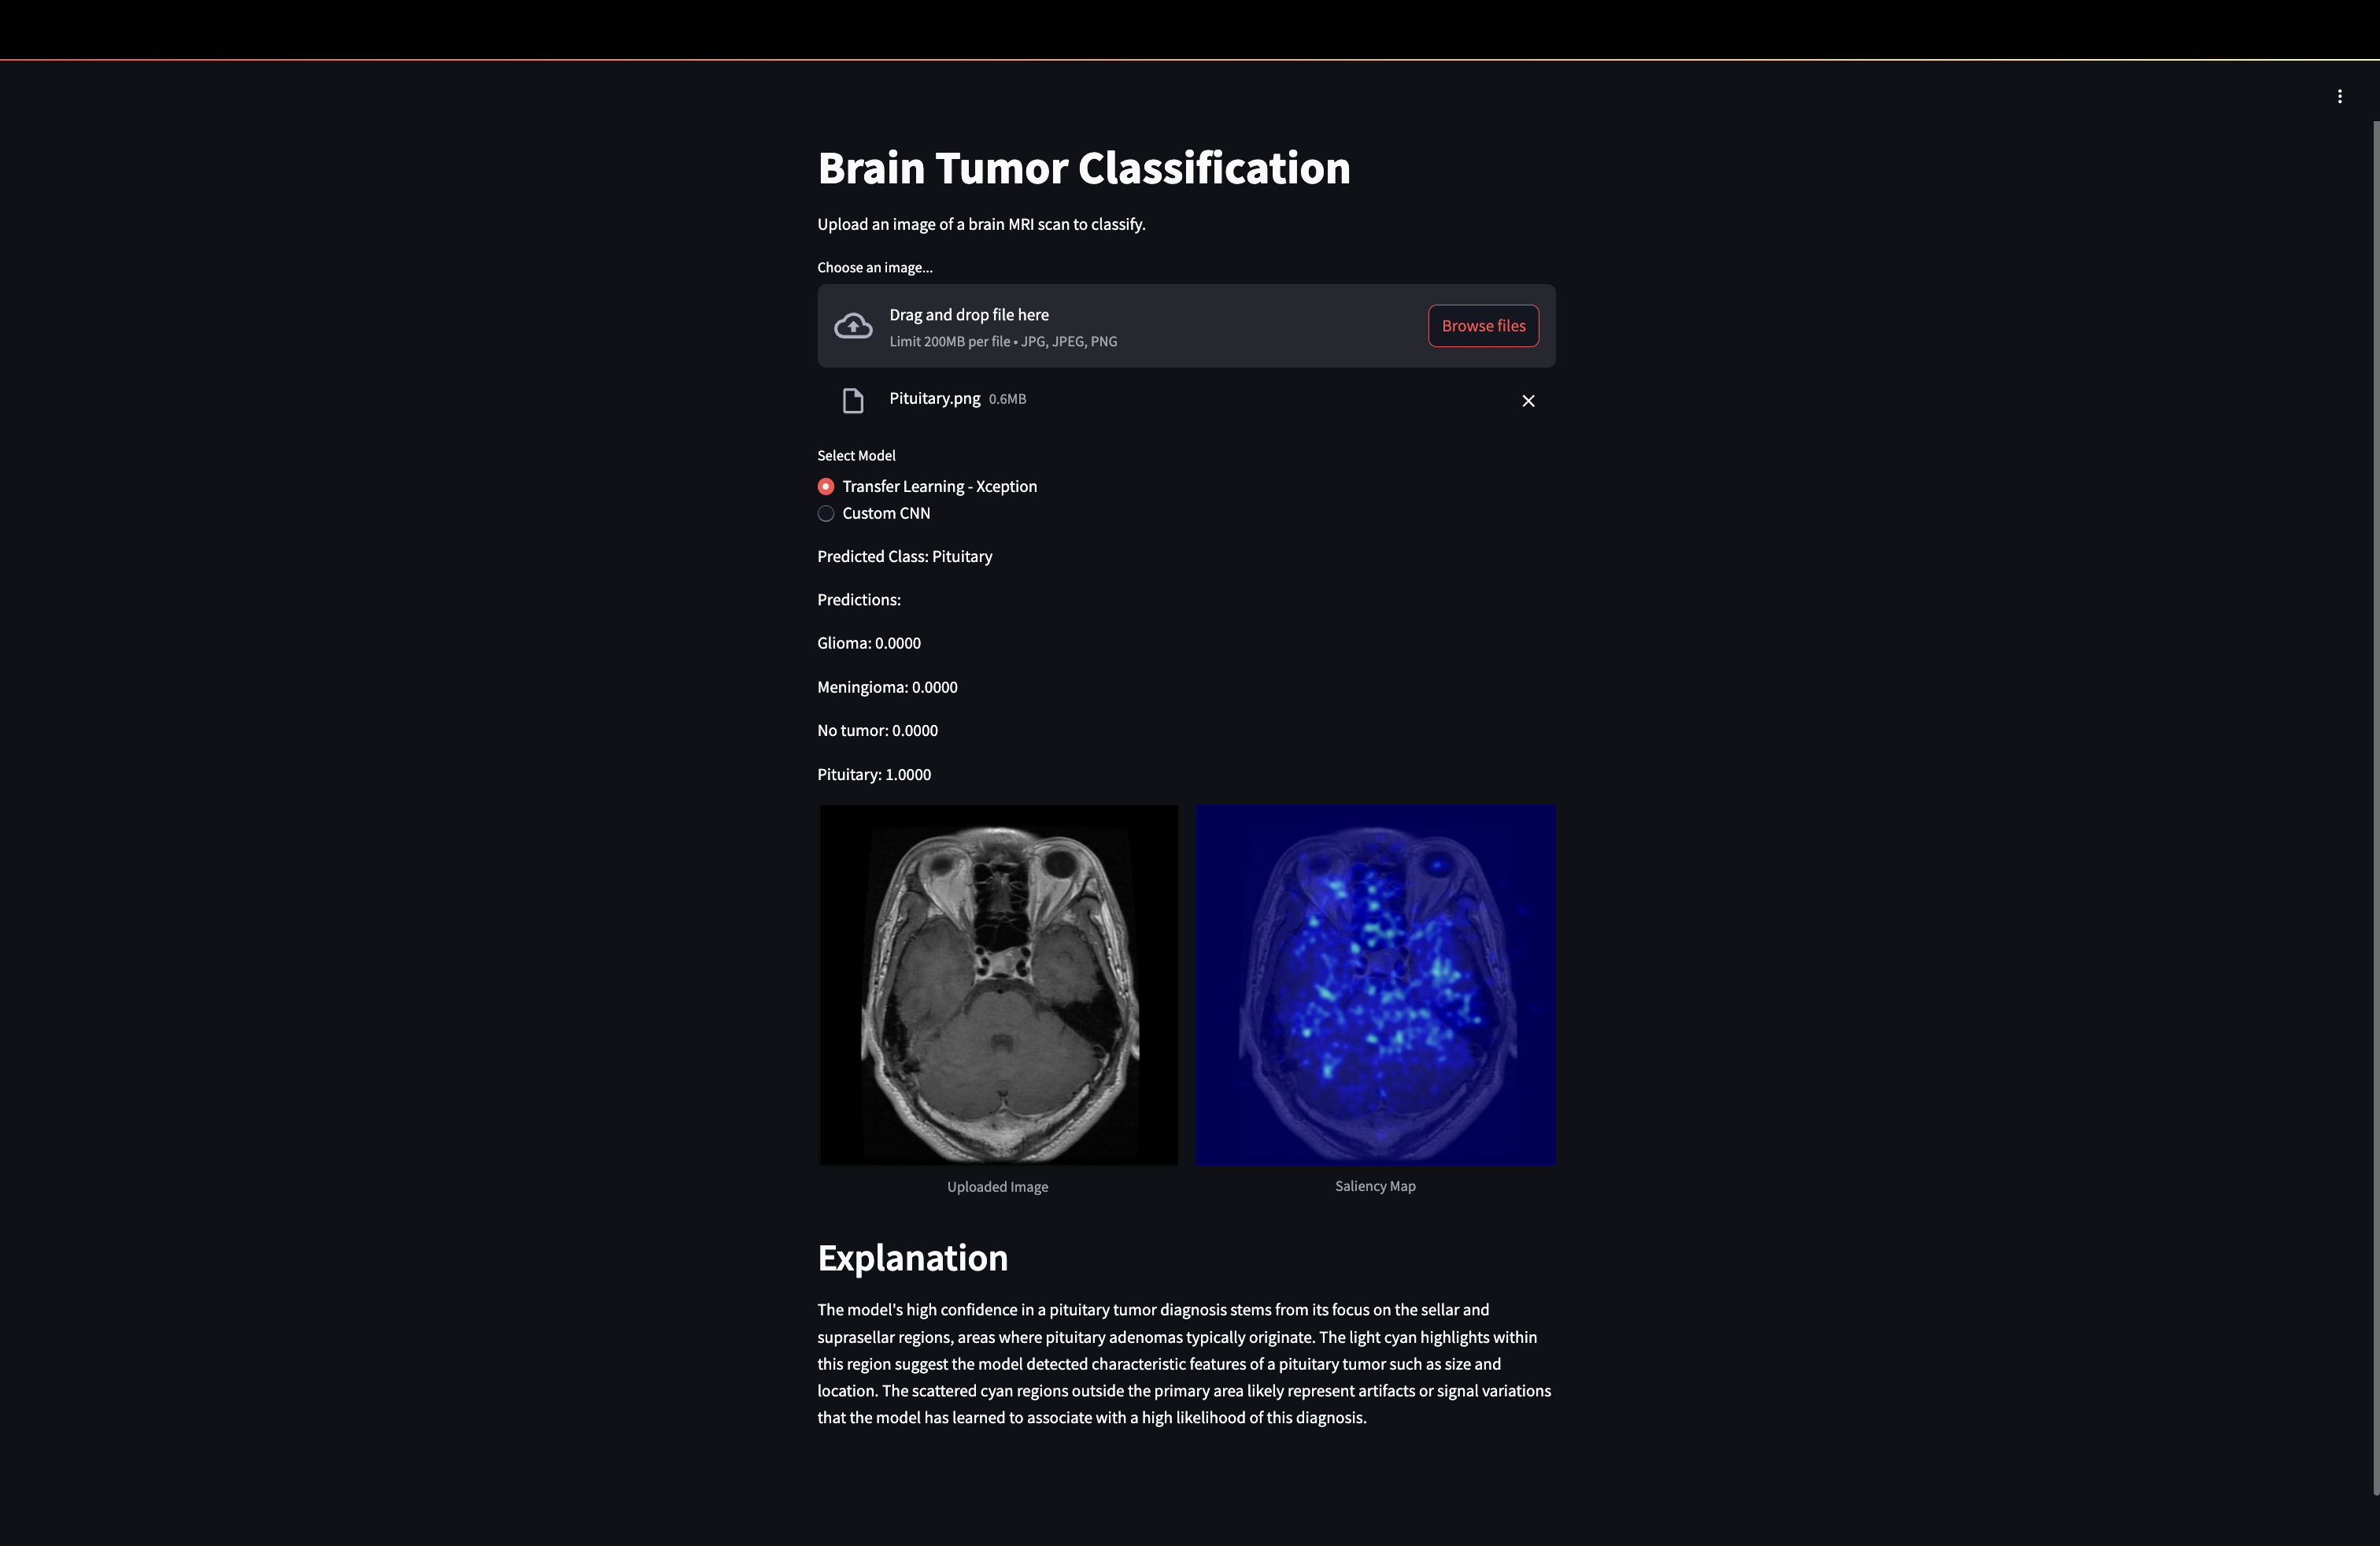 Brain Tumor Classification
Upload an image of a brain MRI scan to classify.
Choose an image...
Drag and drop file here
Limit 200MB per file • JPG, JPEG, PNG
Browse files
Pituitary.png 0.6MB
Select Model
Transfer Learning - Xception
Custom CNN
Predicted Class: Pituitary
Predictions:
Glioma: 0.0000
Meningioma: 0.0000
No tumor: 0.0000
Pituitary: 1.0000
Uploaded Image
Saliency Map
Explanation
The model's high confidence in a pituitary tumor diagnosis stems from its focus on the sellar and
suprasellar regions, areas where pituitary adenomas typically originate. The light cyan highlights within
this region suggest the model detected characteristic features of a pituitary tumor such as size and
location. The scattered cyan regions outside the primary area likely represent artifacts or signal variations
that the model has learned to associate with a high likelihood of this diagnosis.